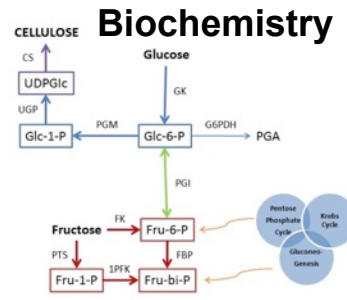 Biochemistry
CELLULOSE
CS
UDPGlc
UGP
Glucose
GK
Glc-1-P
PGM
Glc-6-P
G6PDH
PGA
PGI
Fructose
FK
Fru-6-P
PTS
FBP
Fru-1-P
1PFK
Fru-bi-P
Pentose
Phosphate
Cycle
Krebs
Cycle
Gluconeo-
Genesis